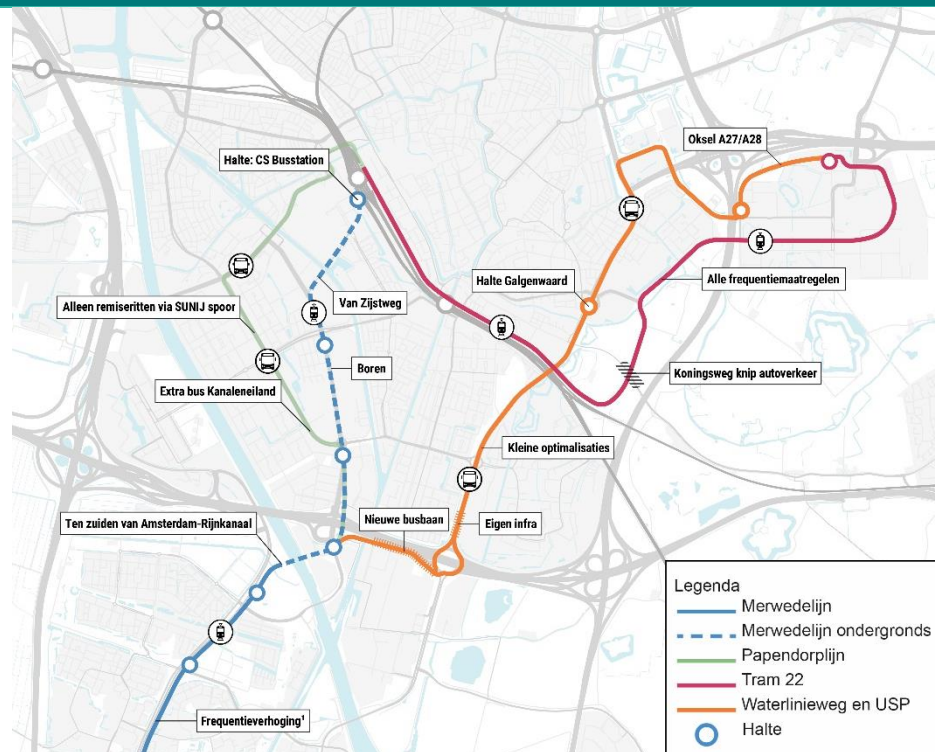 Oksel A27/A28
Halte: CS Busstation
Halte Galgenwaard
Alle frequentiemaatregelen
Alleen remiseritten via SUNIJ spoor
Van Zijstweg
Boren
Koningsweg knip autoverkeer
Extra bus Kanaleneiland
Kleine optimalisaties
Ten zuiden van Amsterdam-Rijnkanaal
Nieuwe busbaan
Eigen infra
Frequentieverhoging¹
Legenda
Merwedelijn
Merwedelijn ondergronds
Papendorplijn
Tram 22
Waterlinieweg en USP
Halte